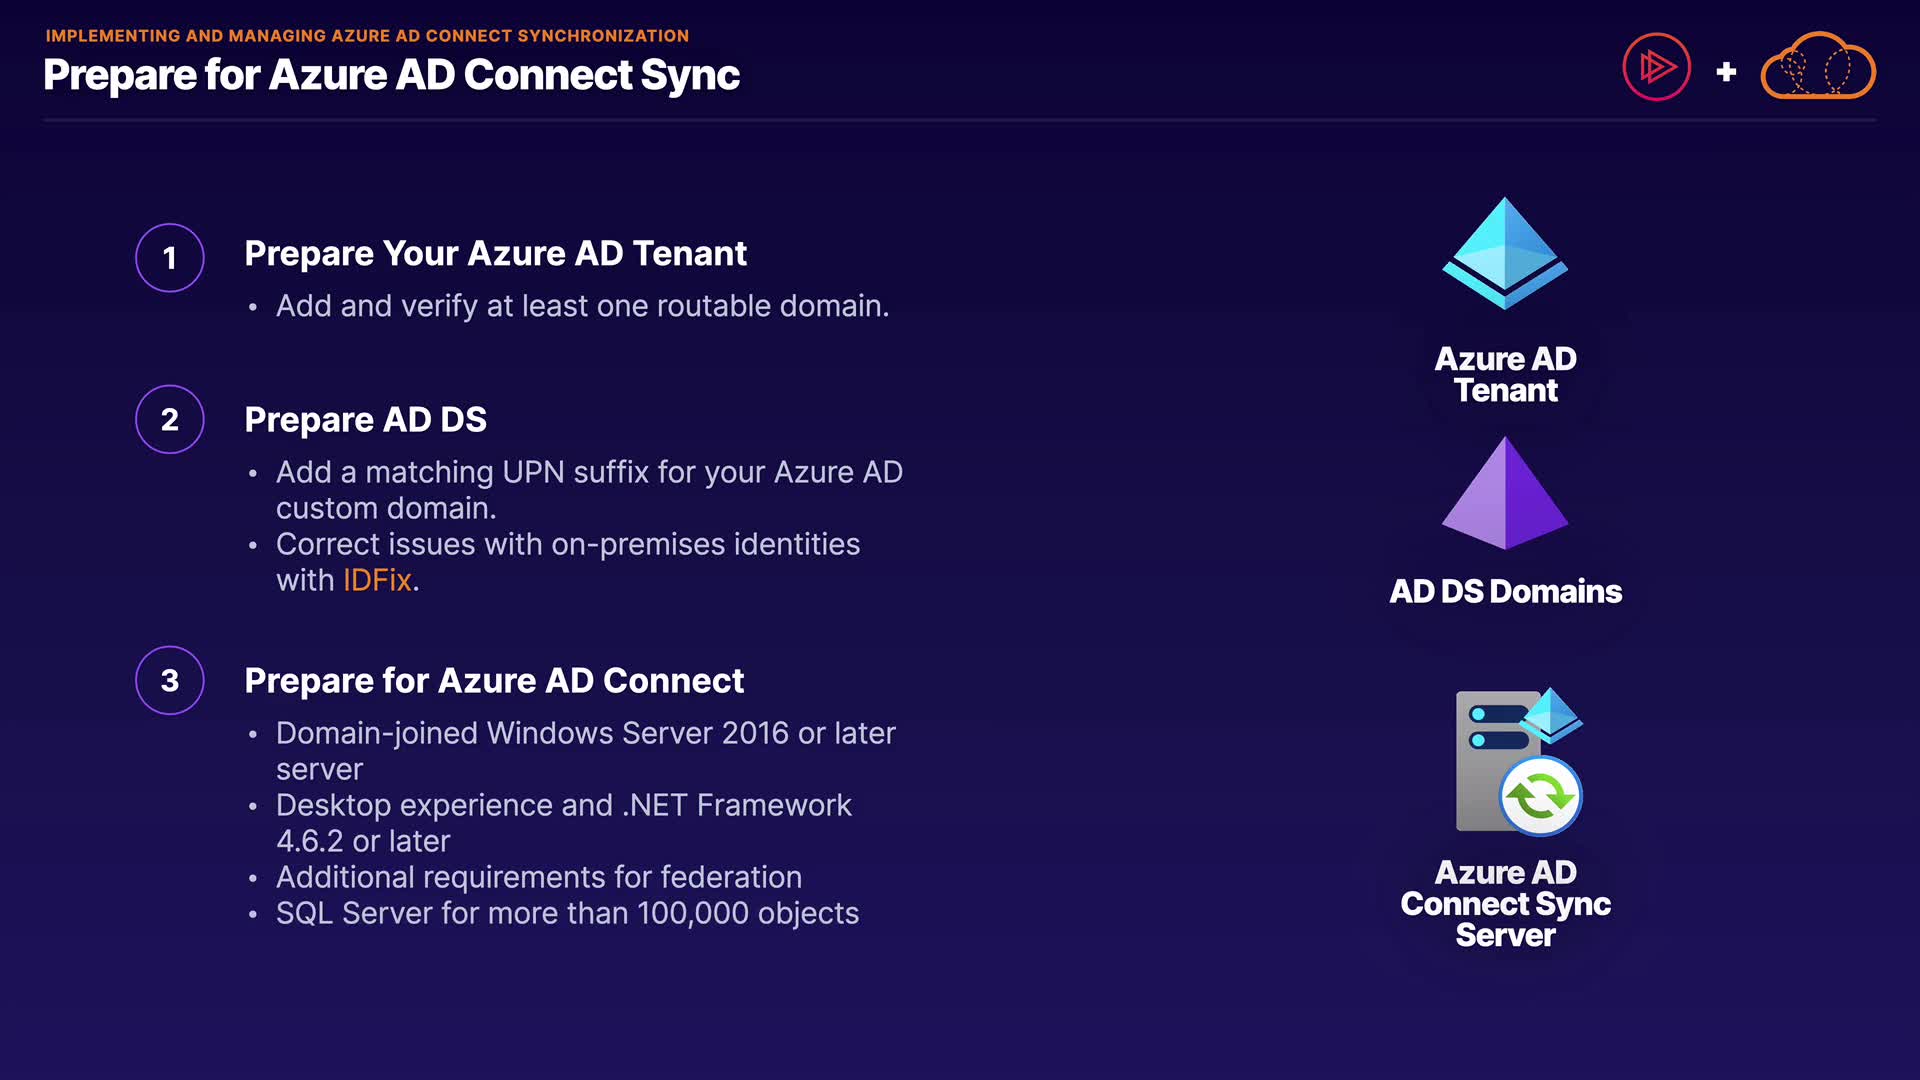 IMPLEMENTING AND MANAGING AZURE AD CONNECT SYNCHRONIZATION
Prepare for Azure AD Connect Sync
+
1
Prepare Your Azure AD Tenant
• Add and verify at least one routable domain.
2
Prepare AD DS
• Add a matching UPN suffix for your Azure AD
custom domain.
• Correct issues with on-premises identities
with IDFix.
3
Prepare for Azure AD Connect
• Domain-joined Windows Server 2016 or later
server
• Desktop experience and .NET Framework
4.6.2 or later
• Additional requirements for federation
• SQL Server for more than 100,000 objects
Azure AD
Tenant
AD DS Domains
Azure AD
Connect Sync
Server